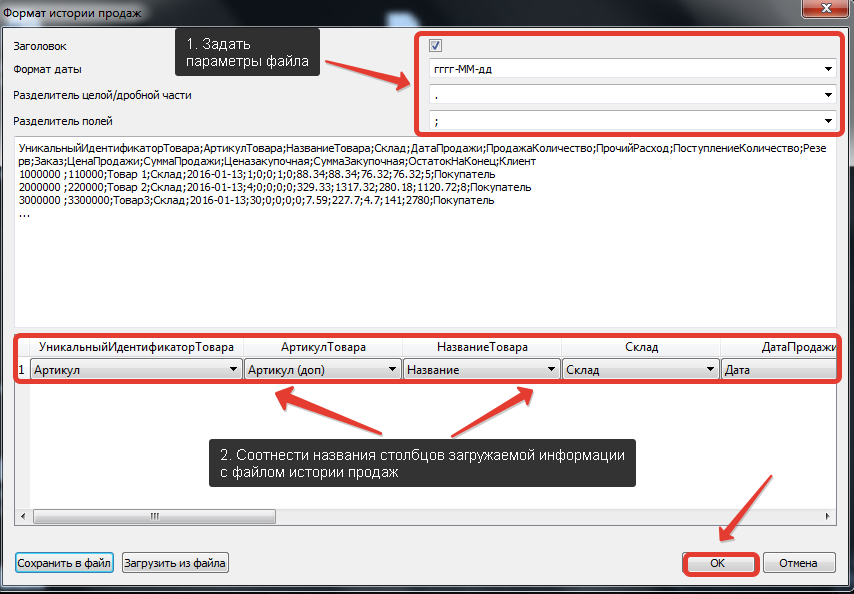 Формат истории продаж
Заголовок
1. Задать
параметры файла
Формат даты
гггг-ММ-дд
Разделитель целой/дробной части
.
Разделитель полей
;
УникальныйИдентификаторТовара;АртикулТовара;НазваниеТовара;Склад;ДатаПродажи;ПродажаКоличество;ПрочийРасход;ПоступлениеКоличество;Резе
рв;Заказ;ЦенаПродажи;СуммаПродажи;Ценазакупочная;СуммаЗакупочная;ОстатокНаКонец;Клиент
1000000 ;110000;Товар 1;Склад;2016-01-13;1;0;0;1;0;88.34;88.34;76.32;76.32;5;Покупатель
2000000 ;220000;Товар 2;Склад;2016-01-13;4;0;0;0;0;329.33;1317.32;280.18;1120.72;8;Покупатель
3000000 ;3300000;Товар3;Склад;2016-01-13;30;0;0;0;0;7.59;227.7;4.7;141;2780;Покупатель
...
УникальныйИдентификаторТовара АртикулТовара НазваниеТовара Склад ДатаПродажи
1 Артикул Артикул (доп) Название Склад Дата
2. Соотнести названия столбцов загружаемой информации
с файлом истории продаж
Сохранить в файл Загрузить из файла OK Отмена